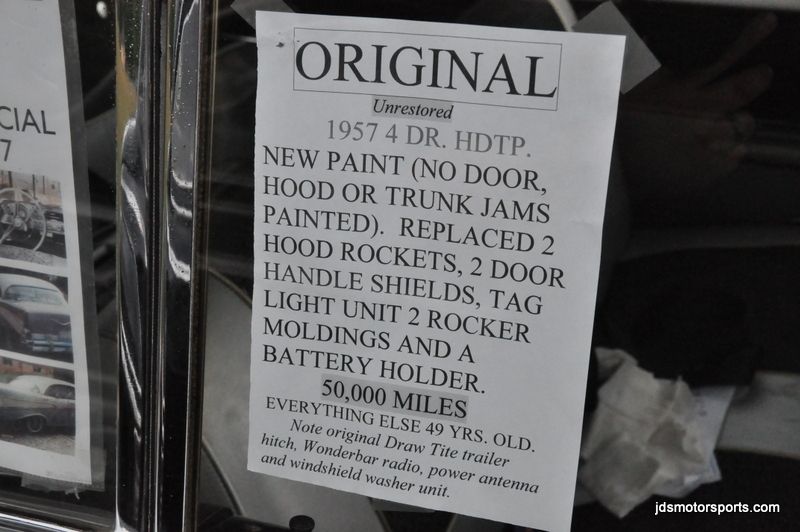 CIAL
7
ORIGINAL
Unrestored
1957 4 DR. HDTP.
NEW PAINT (NO DOOR,
HOOD OR TRUNK JAMS
PAINTED). REPLACED 2
HOOD ROCKETS, 2 DOOR
HANDLE SHIELDS, TAG
LIGHT UNIT 2 ROCKER
MOLDINGS AND A
BATTERY HOLDER.
50,000 MILES
EVERYTHING ELSE 49 YRS. OLD.
Note original Draw Tite trailer
hitch, Wonderbar radio, power antenna
and windshield washer unit.
jdsmotorsports.com